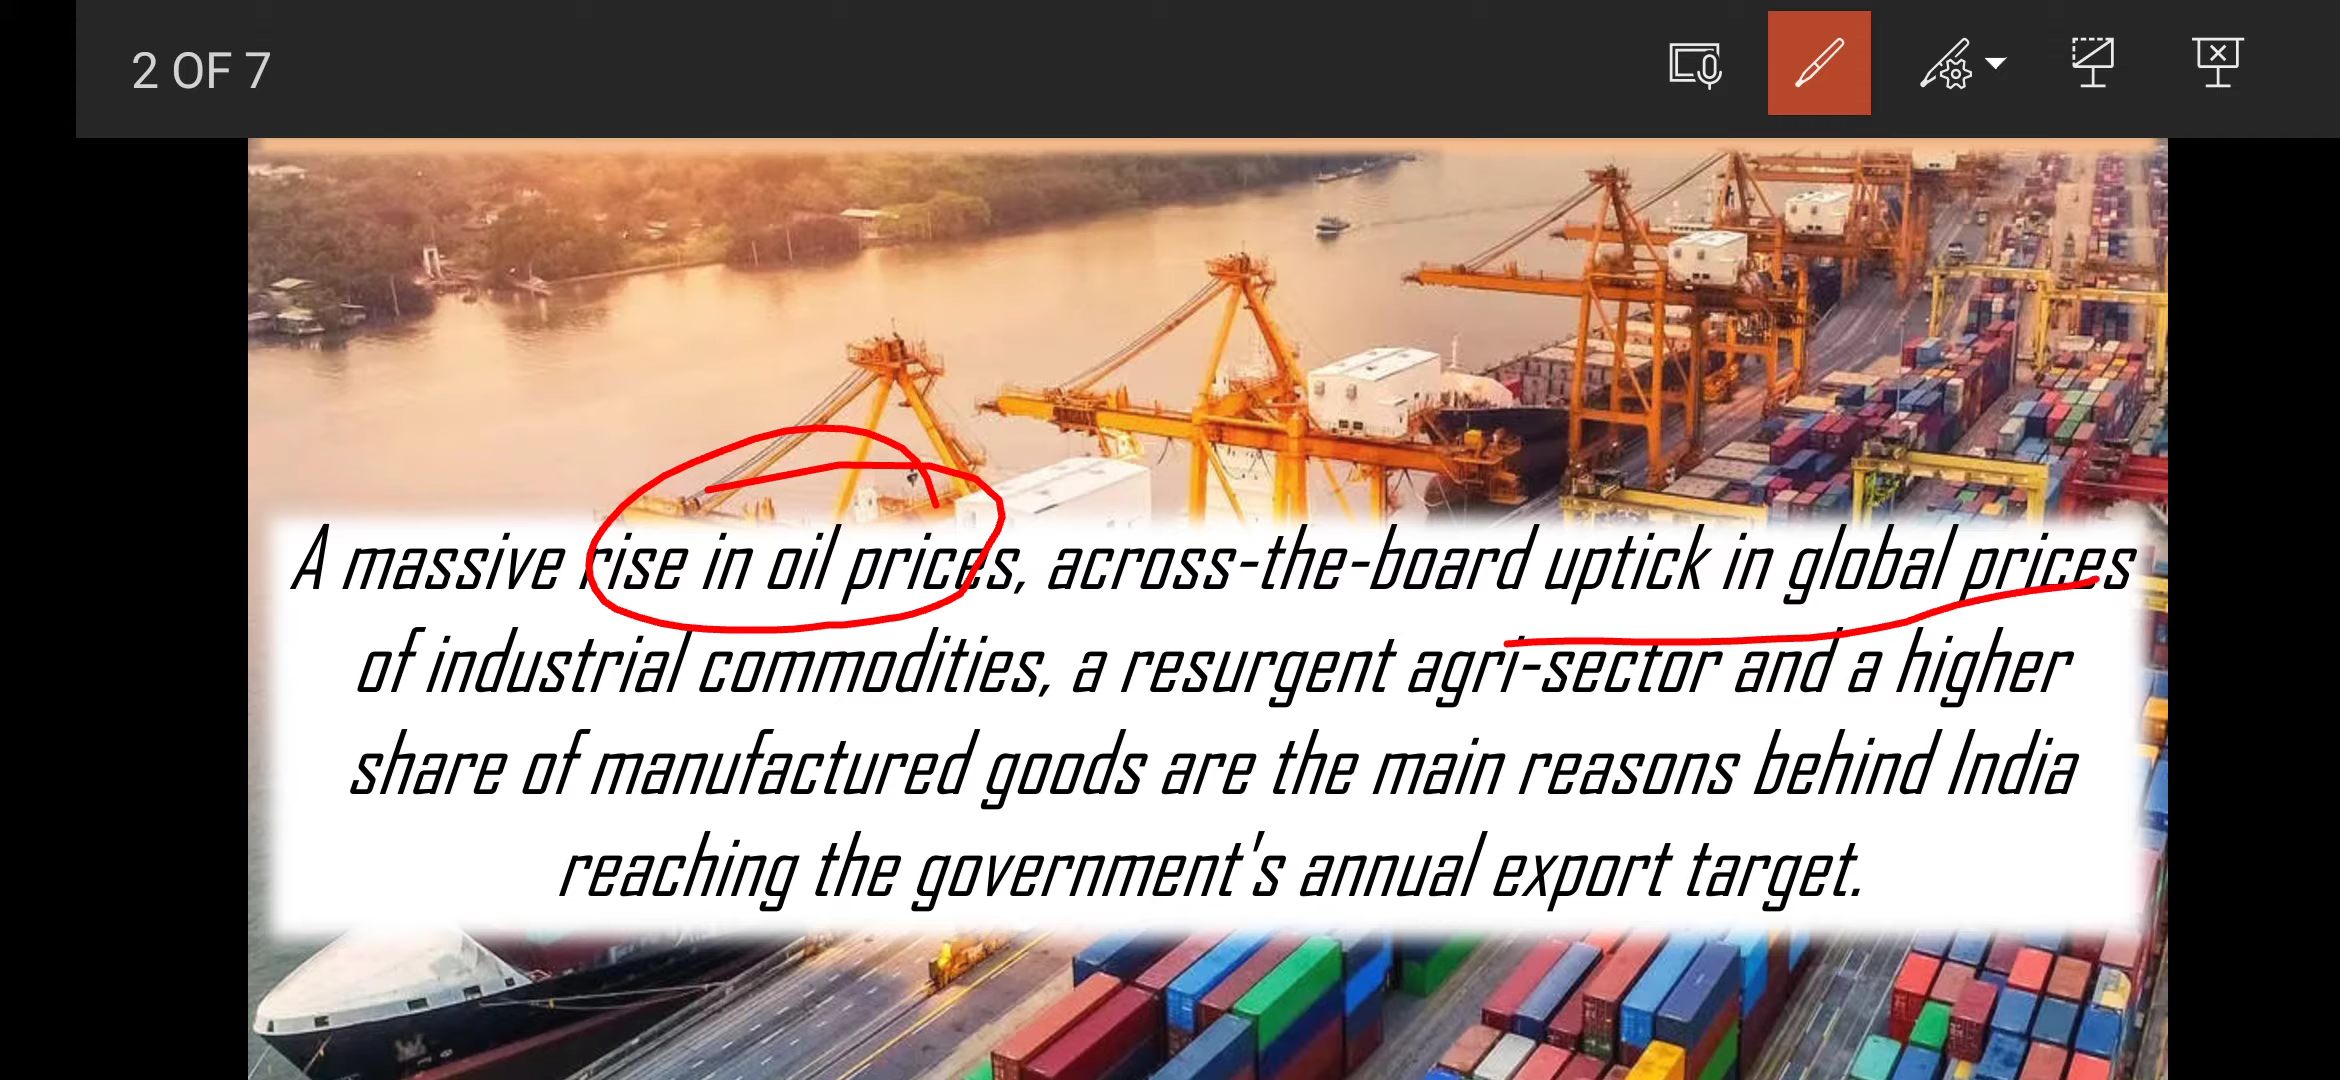 2 OF 7
A massive rise in oil prices, across-the-board uptick in global prices
of industrial commodities, a resurgent agri-sector and a higher
share of manufactured goods are the main reasons behind India
reaching the government's annual export target.